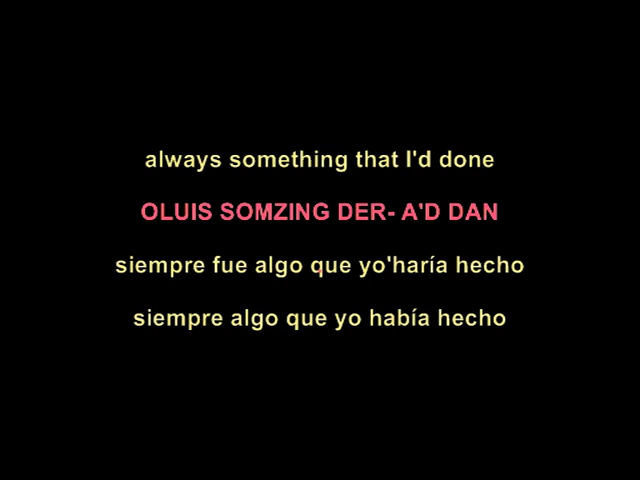 always something that I'd done
OLUIS SOMZING DER- A'D DAN
siempre fue algo que yo'haría hecho
siempre algo que yo había hecho